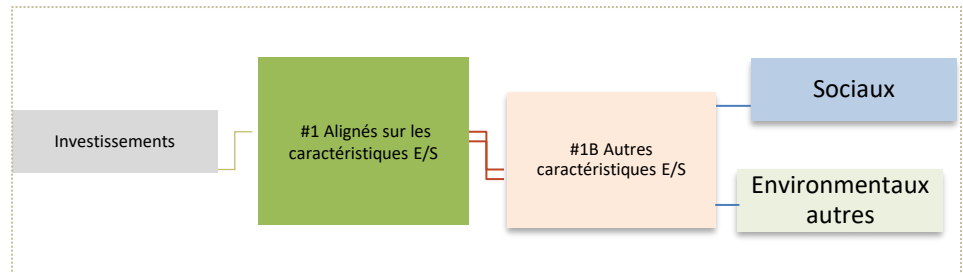 Investissements
#1 Alignés sur les
caractéristiques E/S
#1B Autres
caractéristiques E/S
Sociaux
Environmentaux
autres